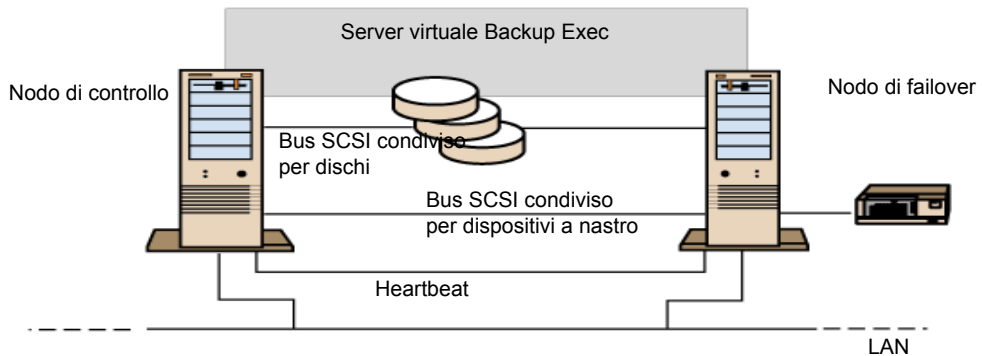 Server virtuale Backup Exec
Nodo di controllo
Nodo di failover
Bus SCSI condiviso
per dischi
Bus SCSI condiviso
per dispositivi a nastro
Heartbeat
LAN